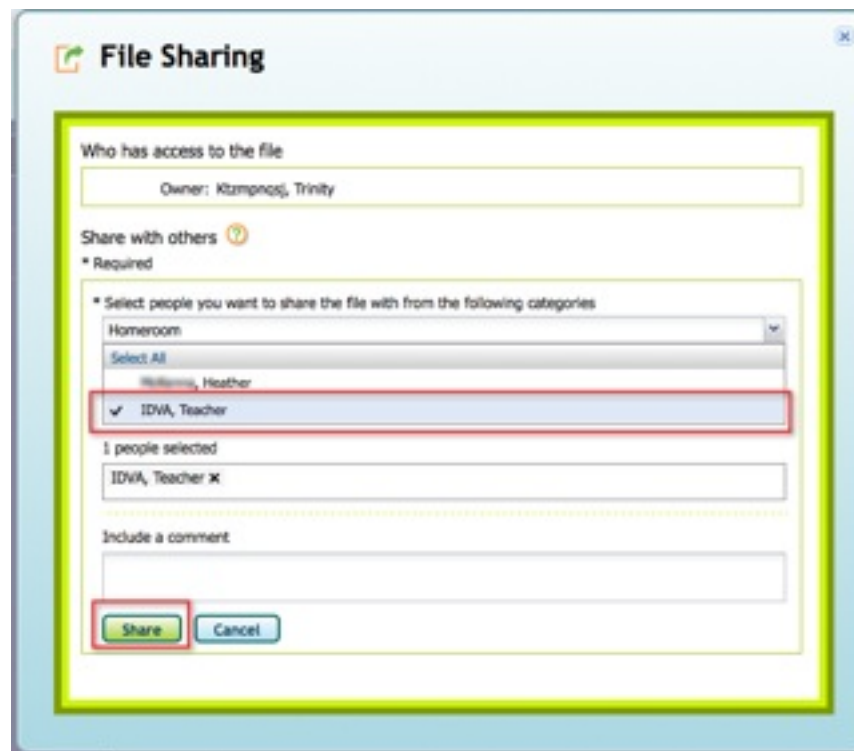 File Sharing
Who has access to the file
Owner: Ktzmpnqsj, Trinity
Share with others ?
* Required
* Select people you want to share the file with from the following categories
Homeroom
Select All
, Heather
✓ IDVA, Teacher
1 people selected
IDVA, Teacher ×
Include a comment
Share Cancel